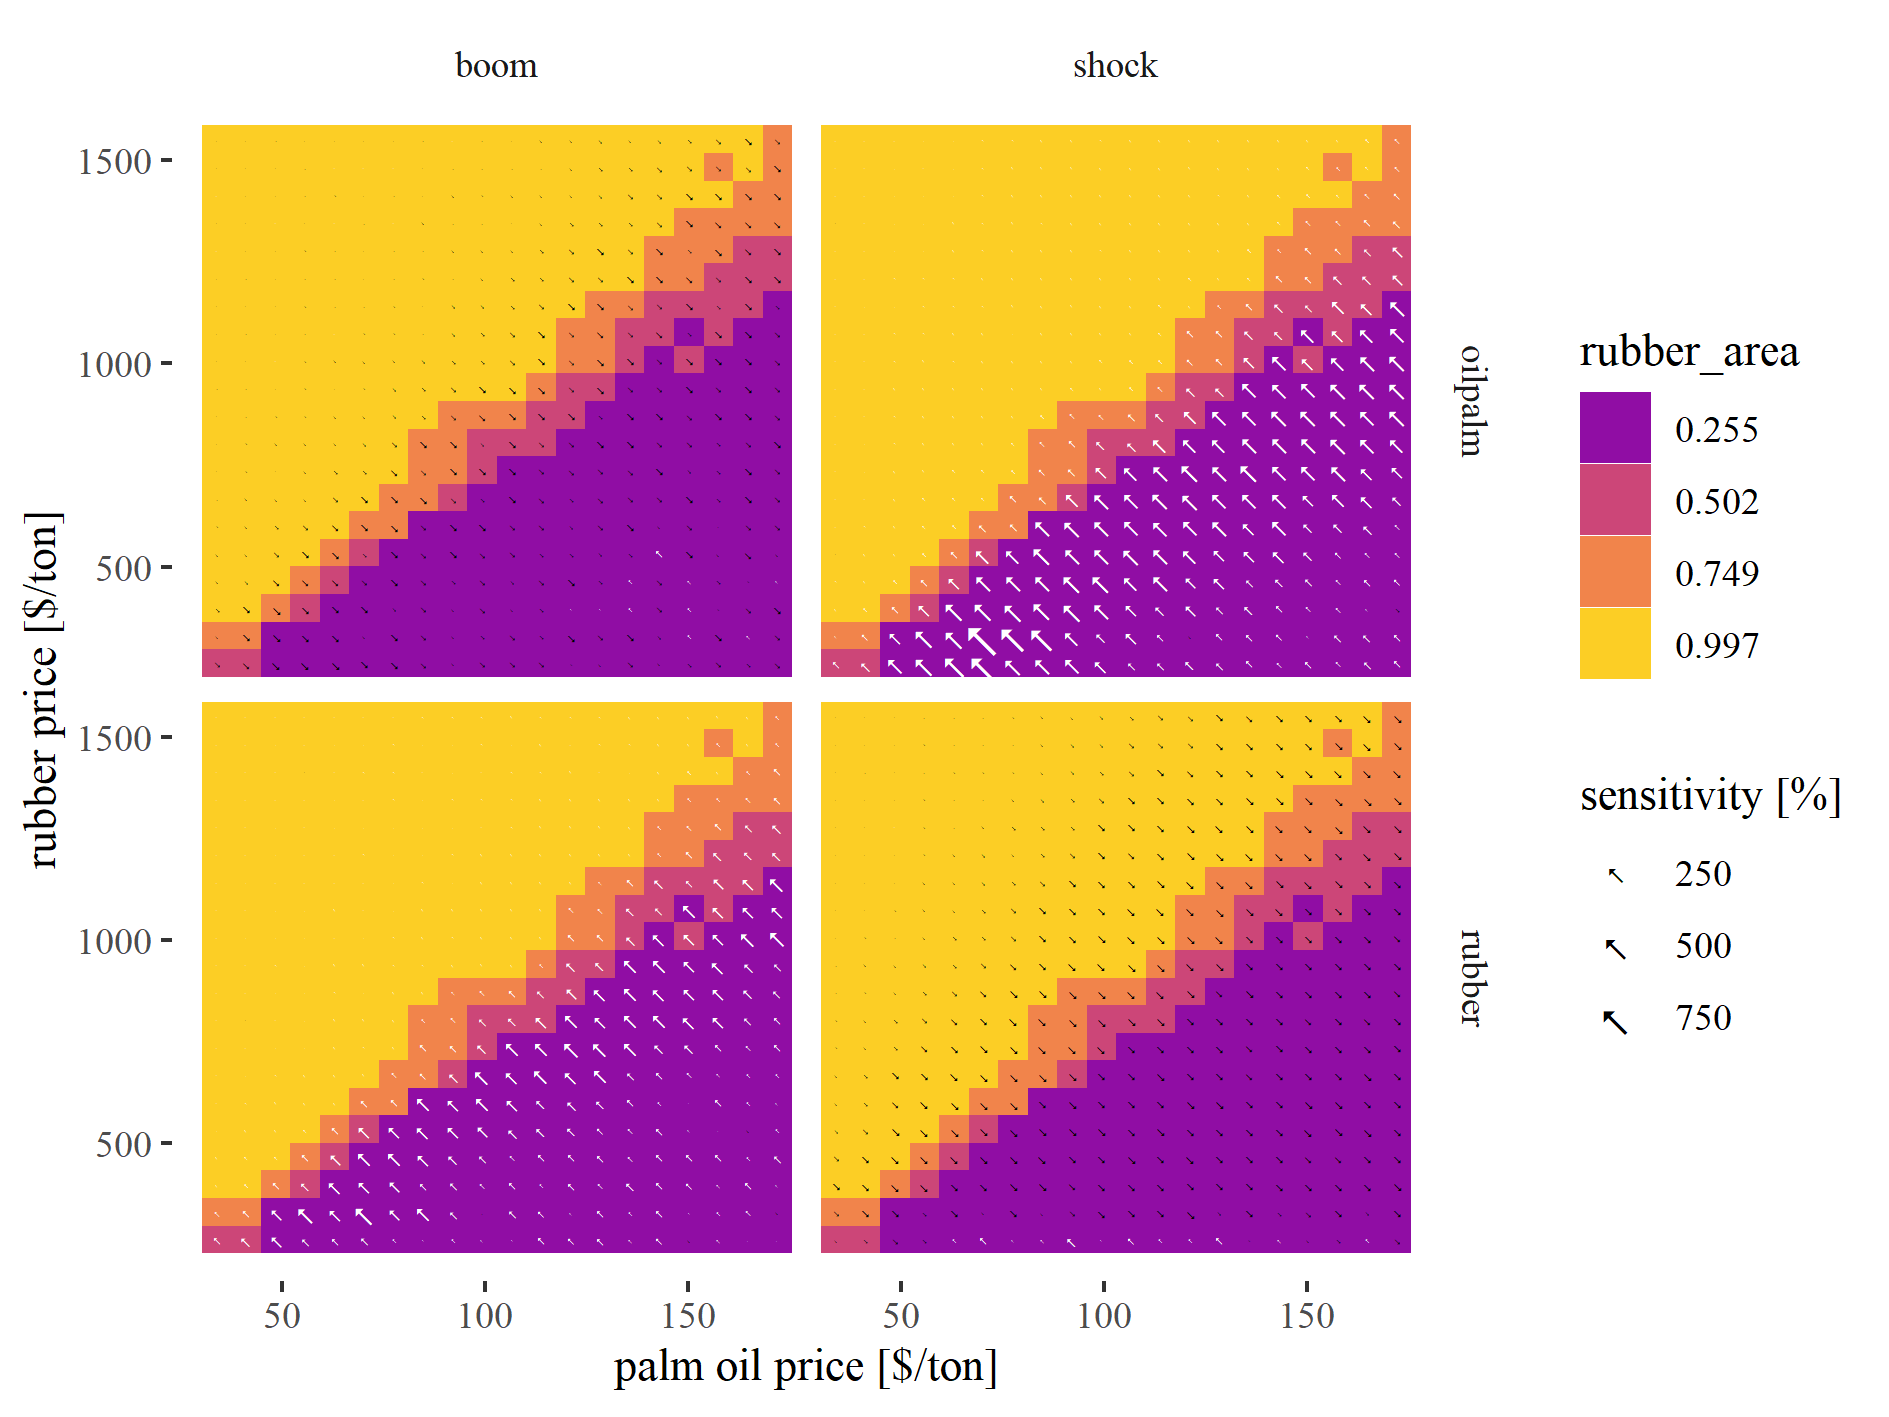 boom
shock
1500
1000
500
oilpalm
1500
1000
500
rubber
rubber price [$/ton]
50
100
150
50
100
150
palm oil price [$/ton]
rubber_area
0.255
0.502
0.749
0.997
sensitivity [%]
250
500
750